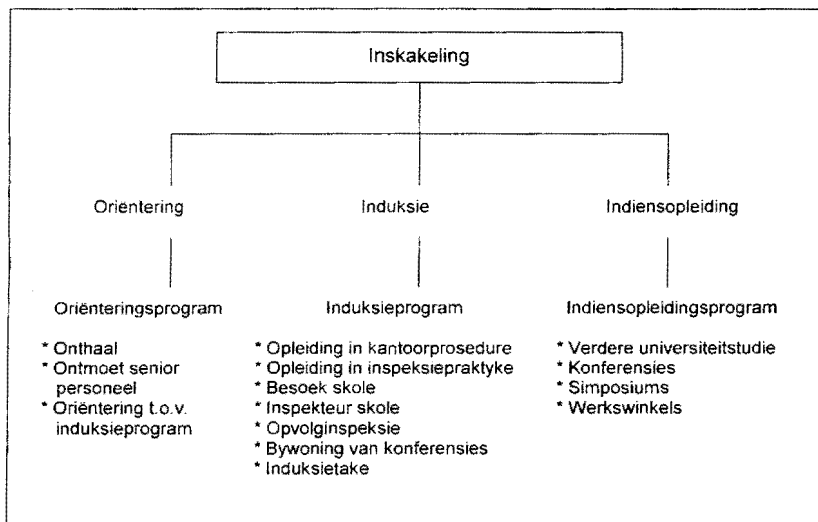 Inskakeling
Oriëntering
Induksie
Indiensopleiding
Oriënteringsprogram
* Onthaal
* Ontmoet senior
personeel
* Oriëntering t.o.v.
induksieprogram
Induksieprogram
* Opleiding in kantoorprosedure
* Opleiding in inspeksiepraktyke
* Besoek skole
* Inspekteur skole
* Opvolginspeksie
* Bywoning van konferensies
* Induksietake
Indiensopleidingsprogram
* Verdere universiteitstudie
* Konferensies
* Simposiums
* Werkswinkels